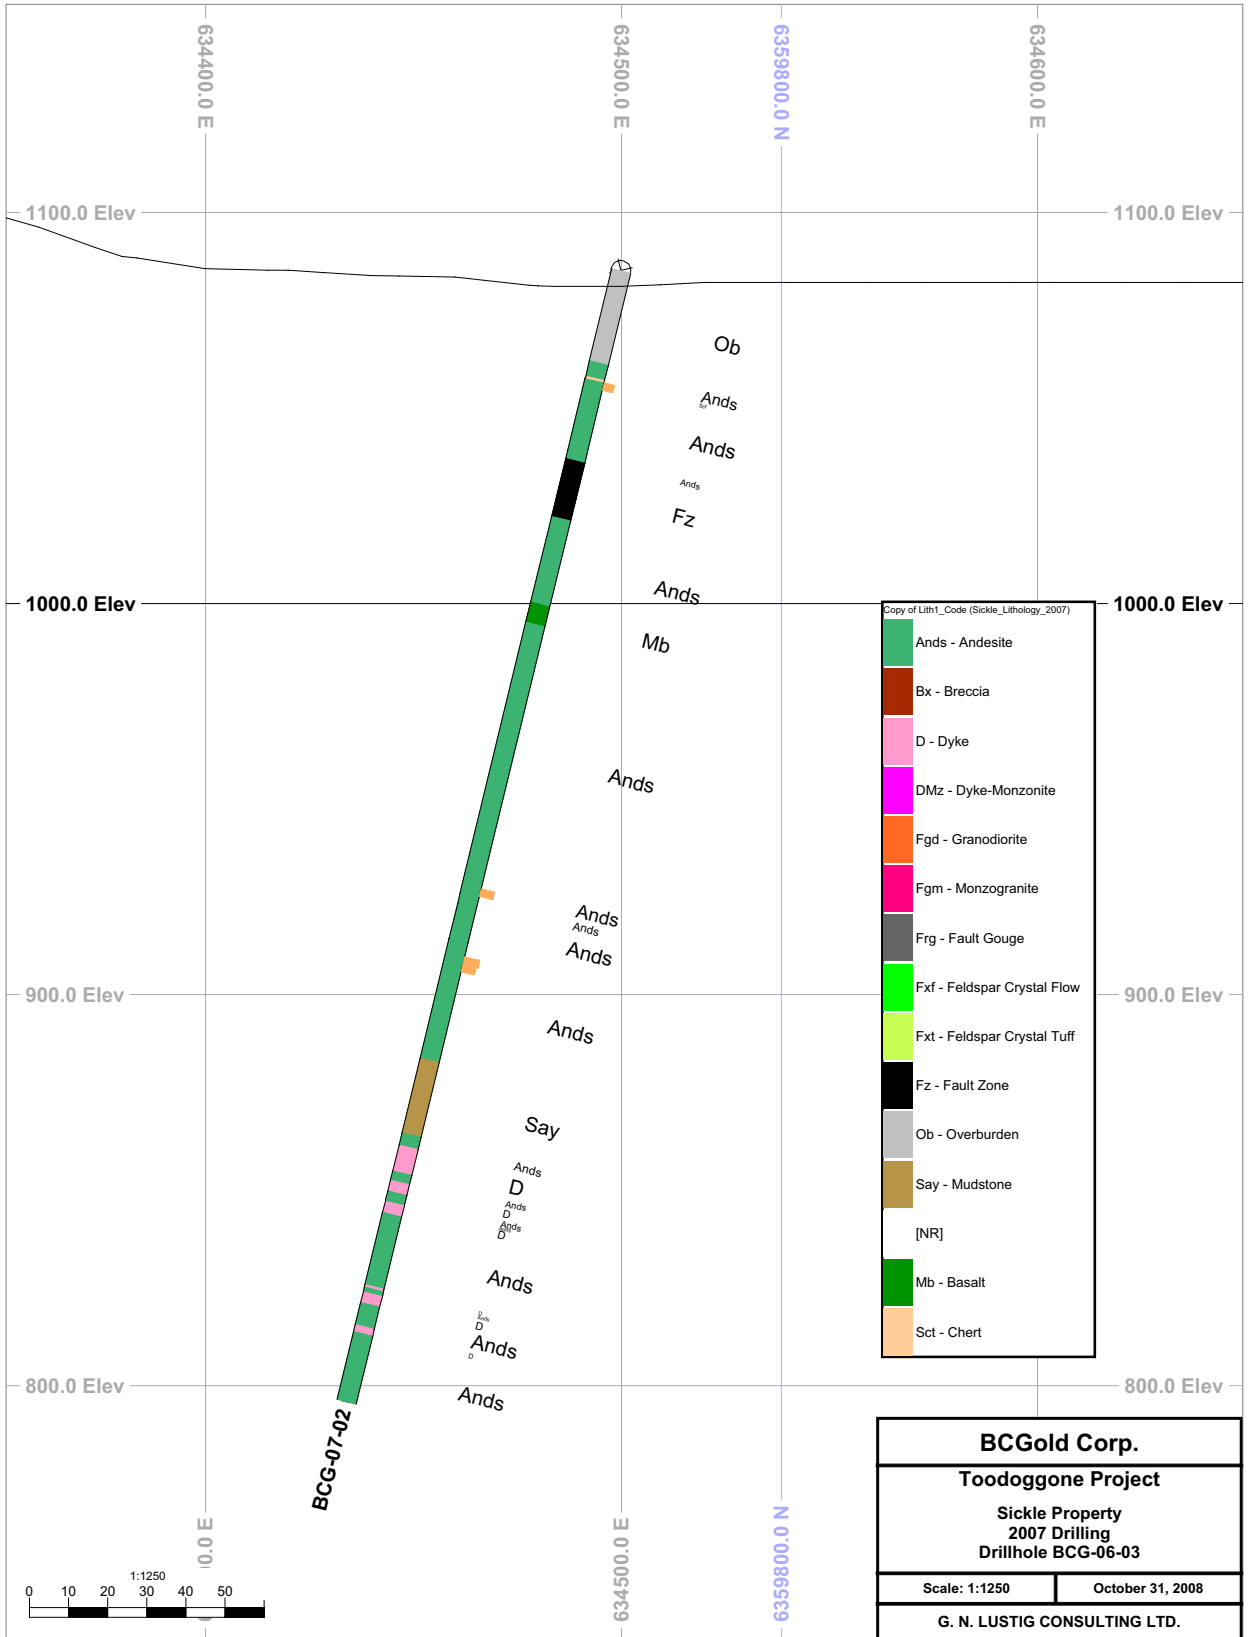 634400.0 E
634500.0 E
6359800.0 N
634600.0 E
1100.0 Elev
1100.0 Elev
Ob
Ands
Sct
Ands
Ands
Fz
Ands
1000.0 Elev
1000.0 Elev
Mb
Ands
Ands
Ands
Ands
900.0 Elev
900.0 Elev
Ands
Say
Ands
D
Ands
D
Ands
D
Ands
D
Ands
D
Ands
D
Ands
800.0 Elev
800.0 Elev
BCG-07-02
Copy of Lith1_Code (Sickle_Lithology_2007)
Ands - Andesite
Bx - Breccia
D - Dyke
DMz - Dyke-Monzonite
Fgd - Granodiorite
Fgm - Monzogranite
Frg - Fault Gouge
Fxf - Feldspar Crystal Flow
Fxt - Feldspar Crystal Tuff
Fz - Fault Zone
Ob - Overburden
Say - Mudstone
[NR]
Mb - Basalt
Sct - Chert
0.0 E
634500.0 E
6359800.0 N
1:1250
0 10 20 30 40 50
BCGold Corp.
Toodoggone Project
Sickle Property
2007 Drilling
Drillhole BCG-06-03
Scale: 1:1250 October 31, 2008
G. N. LUSTIG CONSULTING LTD.